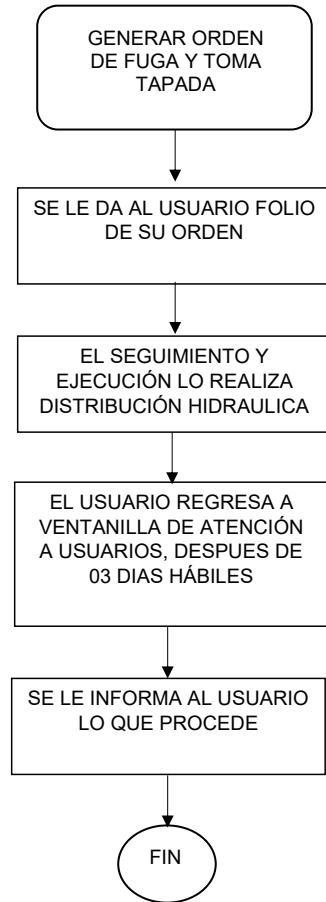 GENERAR ORDEN
DE FUGA Y TOMA
TAPADA
SE LE DA AL USUARIO FOLIO
DE SU ORDEN
EL SEGUIMIENTO Y
EJECUCIÓN LO REALIZA
DISTRIBUCIÓN HIDRAULICA
EL USUARIO REGRESA A
VENTANILLA DE ATENCIÓN
A USUARIOS, DESPUES DE
03 DIAS HÁBILES
SE LE INFORMA AL USUARIO
LO QUE PROCEDE
FIN